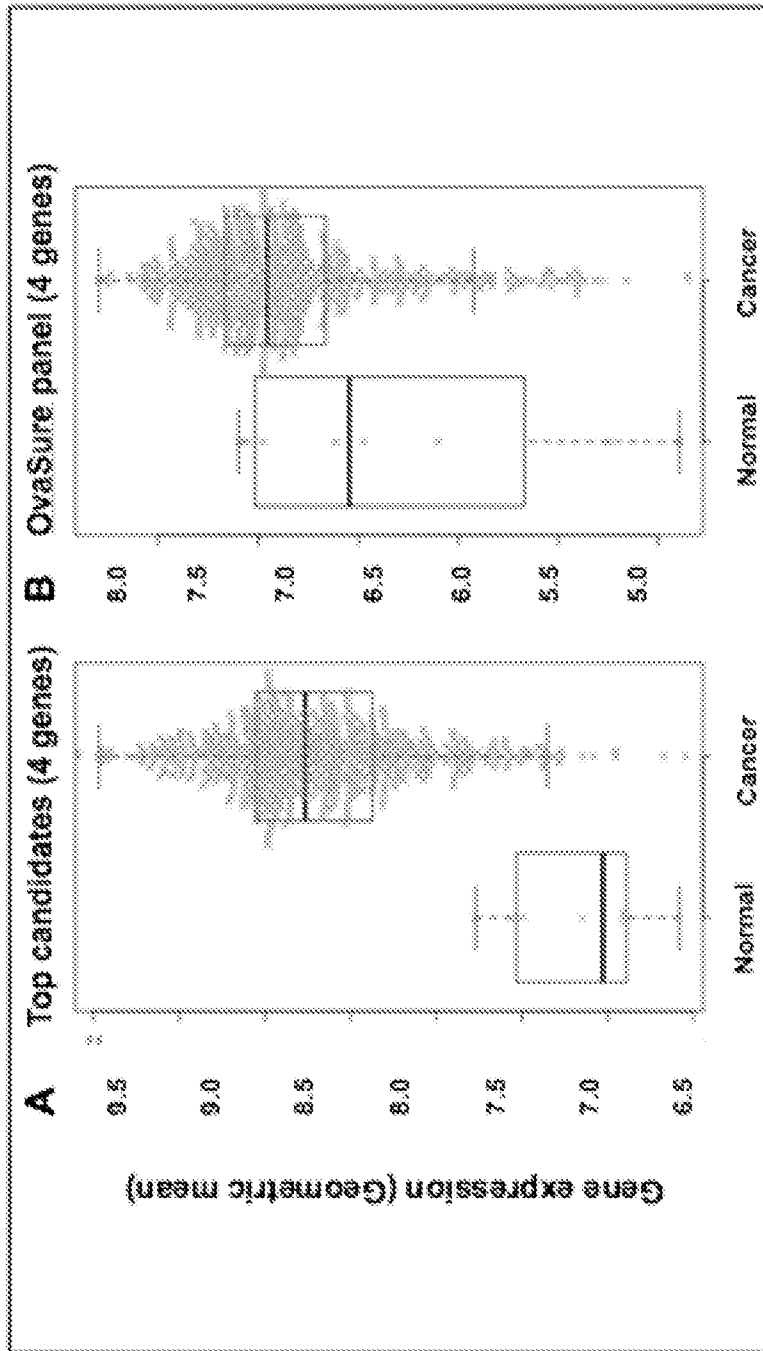 A Top candidates (4 genes)
Gene expression (Geometric mean)
9.5
9.0
8.5
8.0
7.5
7.0
6.5
Normal
Cancer
B OvaSure panel (4 genes)
8.0
7.5
7.0
6.5
6.0
5.5
5.0
Normal
Cancer